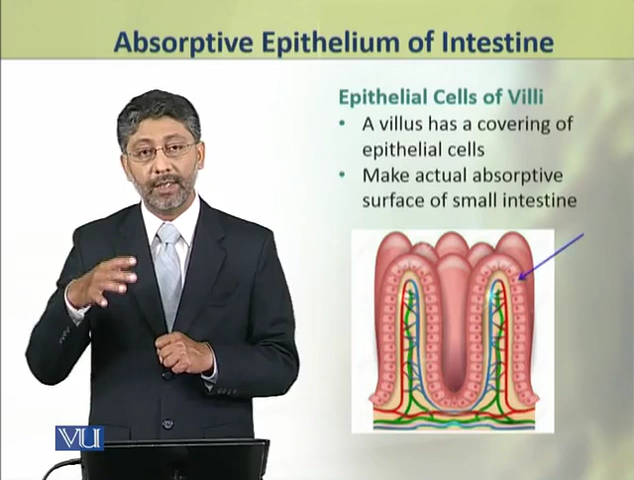 Absorptive Epithelium of Intestine
Epithelial Cells of Villi
• A villus has a covering of
epithelial cells
• Make actual absorptive
surface of small intestine
VU